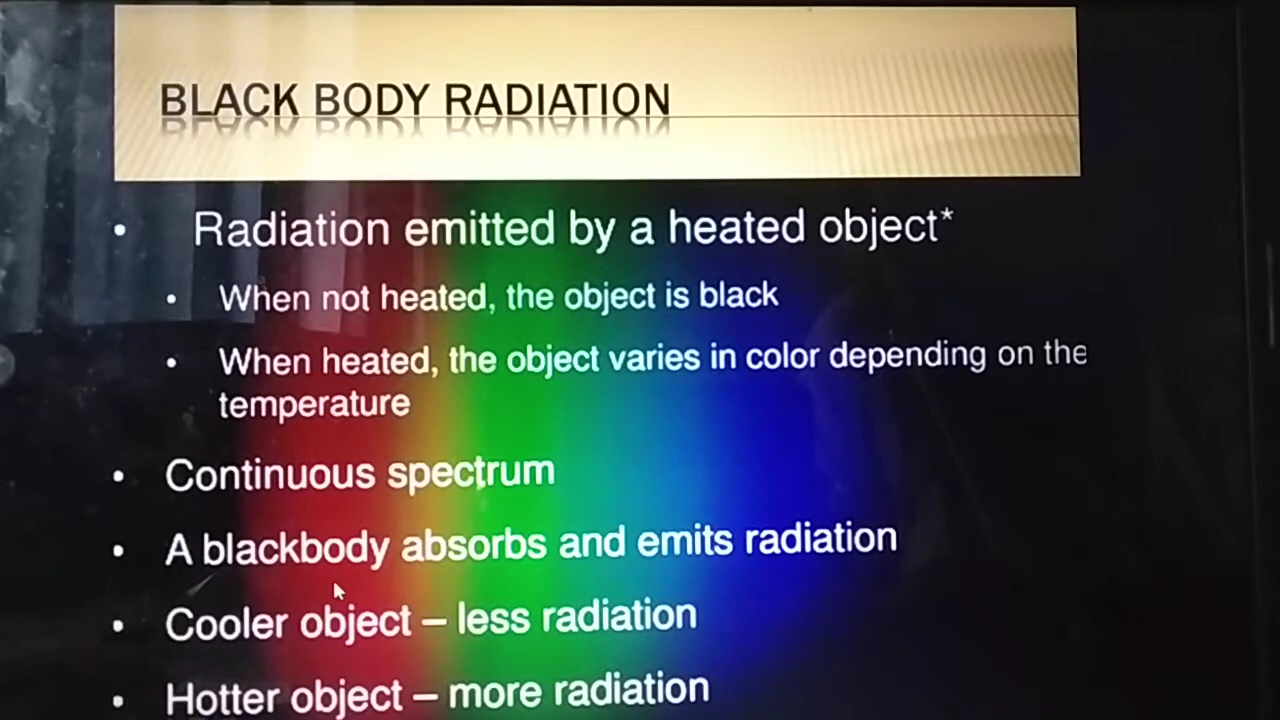 BLACK BODY RADIATION
• Radiation emitted by a heated object*
• When not heated, the object is black
• When heated, the object varies in color depending on the
temperature
• Continuous spectrum
• A blackbody absorbs and emits radiation
• Cooler object – less radiation
• Hotter object – more radiation